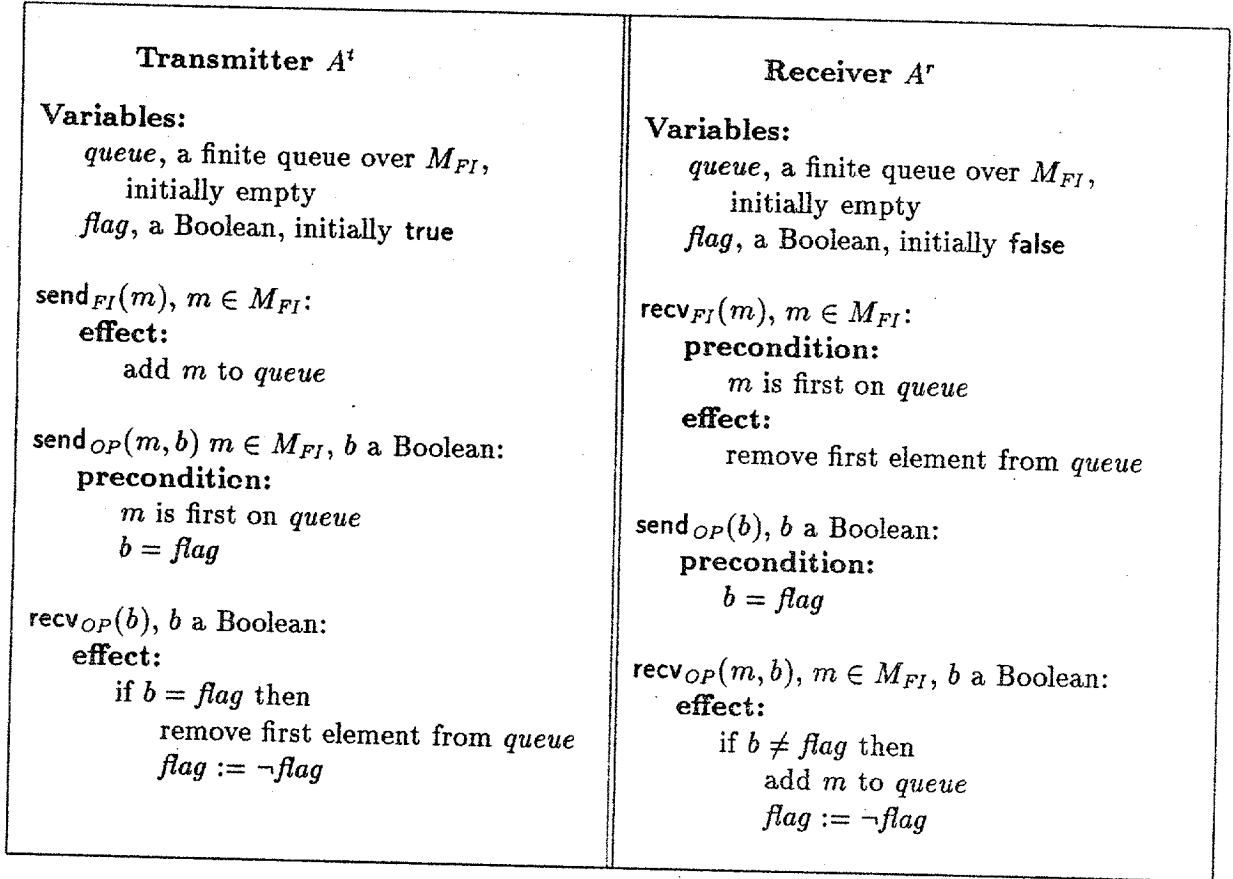 Transmitter Aᵗ
Variables:
queue, a finite queue over M_FI,
initially empty
flag, a Boolean, initially true
send_FI(m), m ∈ M_FI:
effect:
add m to queue
send_OP(m, b) m ∈ M_FI, b a Boolean:
precondition:
m is first on queue
b = flag
recv_OP(b), b a Boolean:
effect:
if b = flag then
remove first element from queue
flag := ¬flag
Receiver Aʳ
Variables:
queue, a finite queue over M_FI,
initially empty
flag, a Boolean, initially false
recv_FI(m), m ∈ M_FI:
precondition:
m is first on queue
effect:
remove first element from queue
send_OP(b), b a Boolean:
precondition:
b = flag
recv_OP(m, b), m ∈ M_FI, b a Boolean:
effect:
if b ≠ flag then
add m to queue
flag := ¬flag